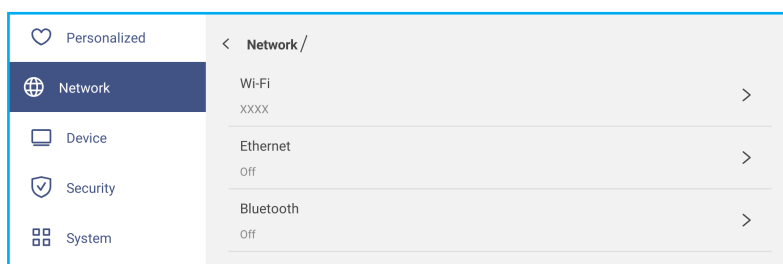 Personalized
Network
Device
Security
System
Network/
Wi-Fi
XXXX
Ethernet
Off
Bluetooth
Off